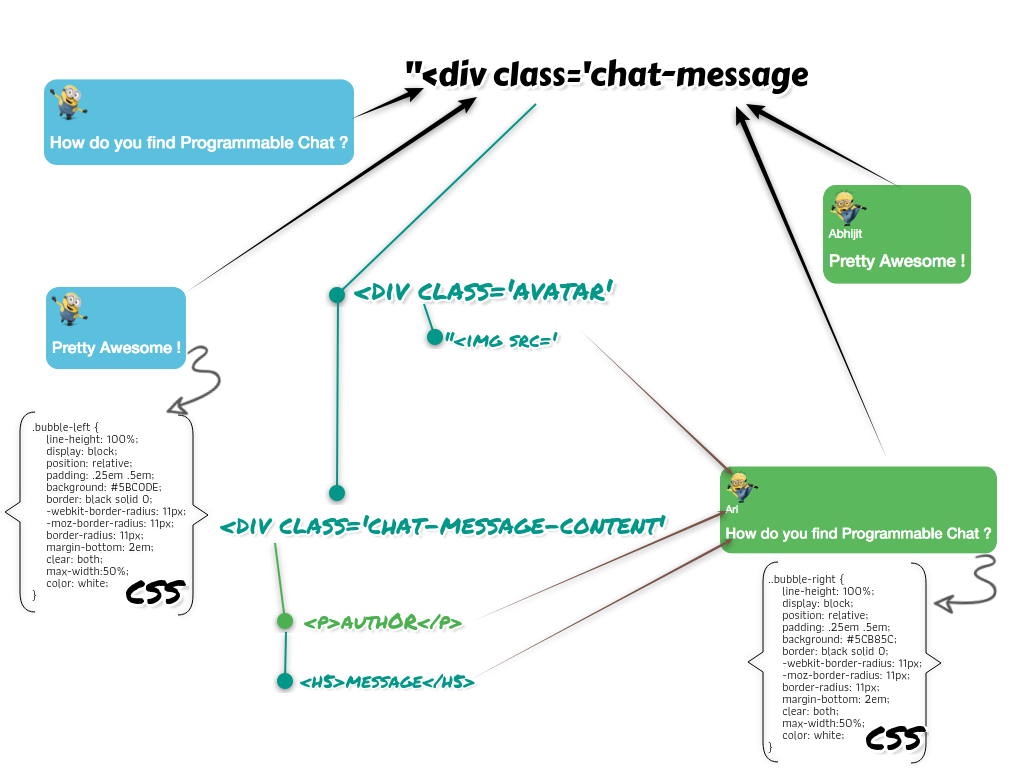 "<div class='chat-message
How do you find Programmable Chat ?
Abhijit
Pretty Awesome !
<DIV CLASS='AVATAR'
"<IMG SRC='
Pretty Awesome !
.bubble-left {
line-height: 100%;
display: block;
position: relative;
padding: .25em .5em;
background: #5BC0DE;
border: black solid 0;
-webkit-border-radius: 11px;
-moz-border-radius: 11px;
border-radius: 11px;
margin-bottom: 2em;
clear: both;
max-width:50%;
color: white;
}
CSS
<DIV CLASS='CHAT-MESSAGE-CONTENT'
<P>AUTHOR</P>
<H5>MESSAGE</H5>
Ari
How do you find Programmable Chat ?
..bubble-right {
line-height: 100%;
display: block;
position: relative;
padding: .25em .5em;
background: #5CB85C;
border: black solid 0;
-webkit-border-radius: 11px;
-moz-border-radius: 11px;
border-radius: 11px;
margin-bottom: 2em;
clear: both;
max-width:50%;
color: white;
}
CSS